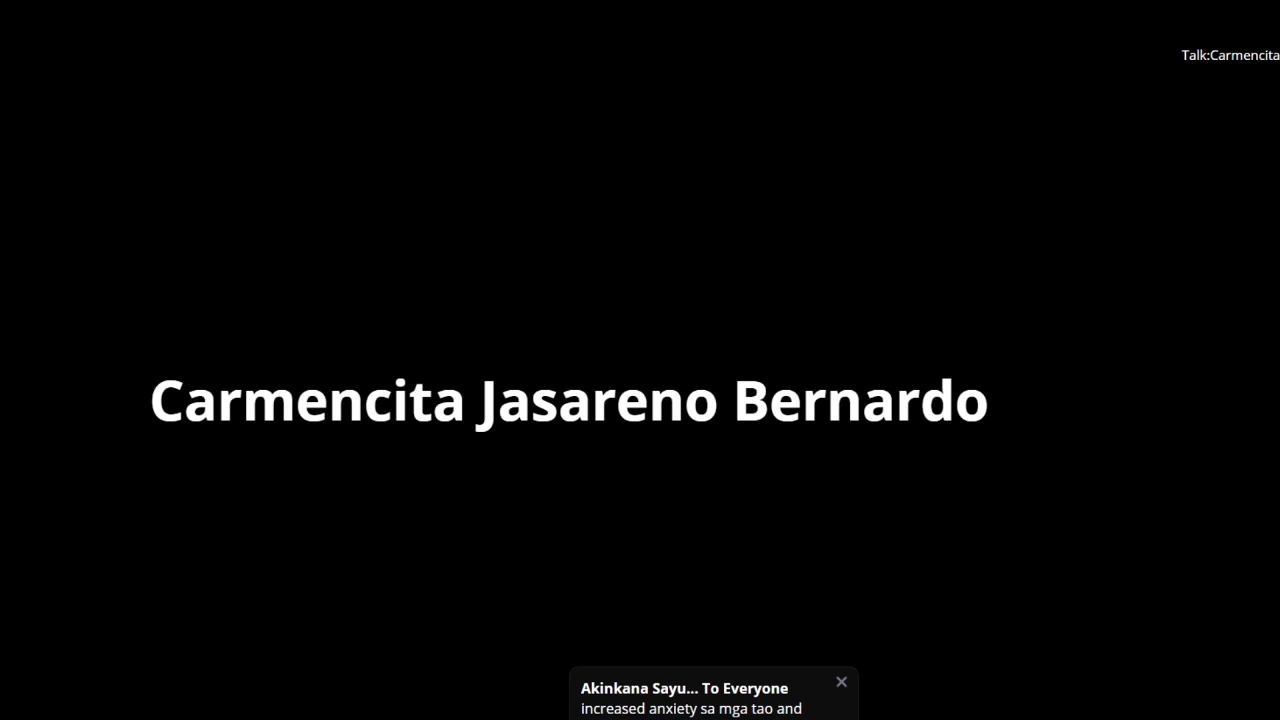 Talk:Carmencita
Carmencita Jasareno Bernardo
Akinkana Sayu... To Everyone
increased anxiety sa mga tao and